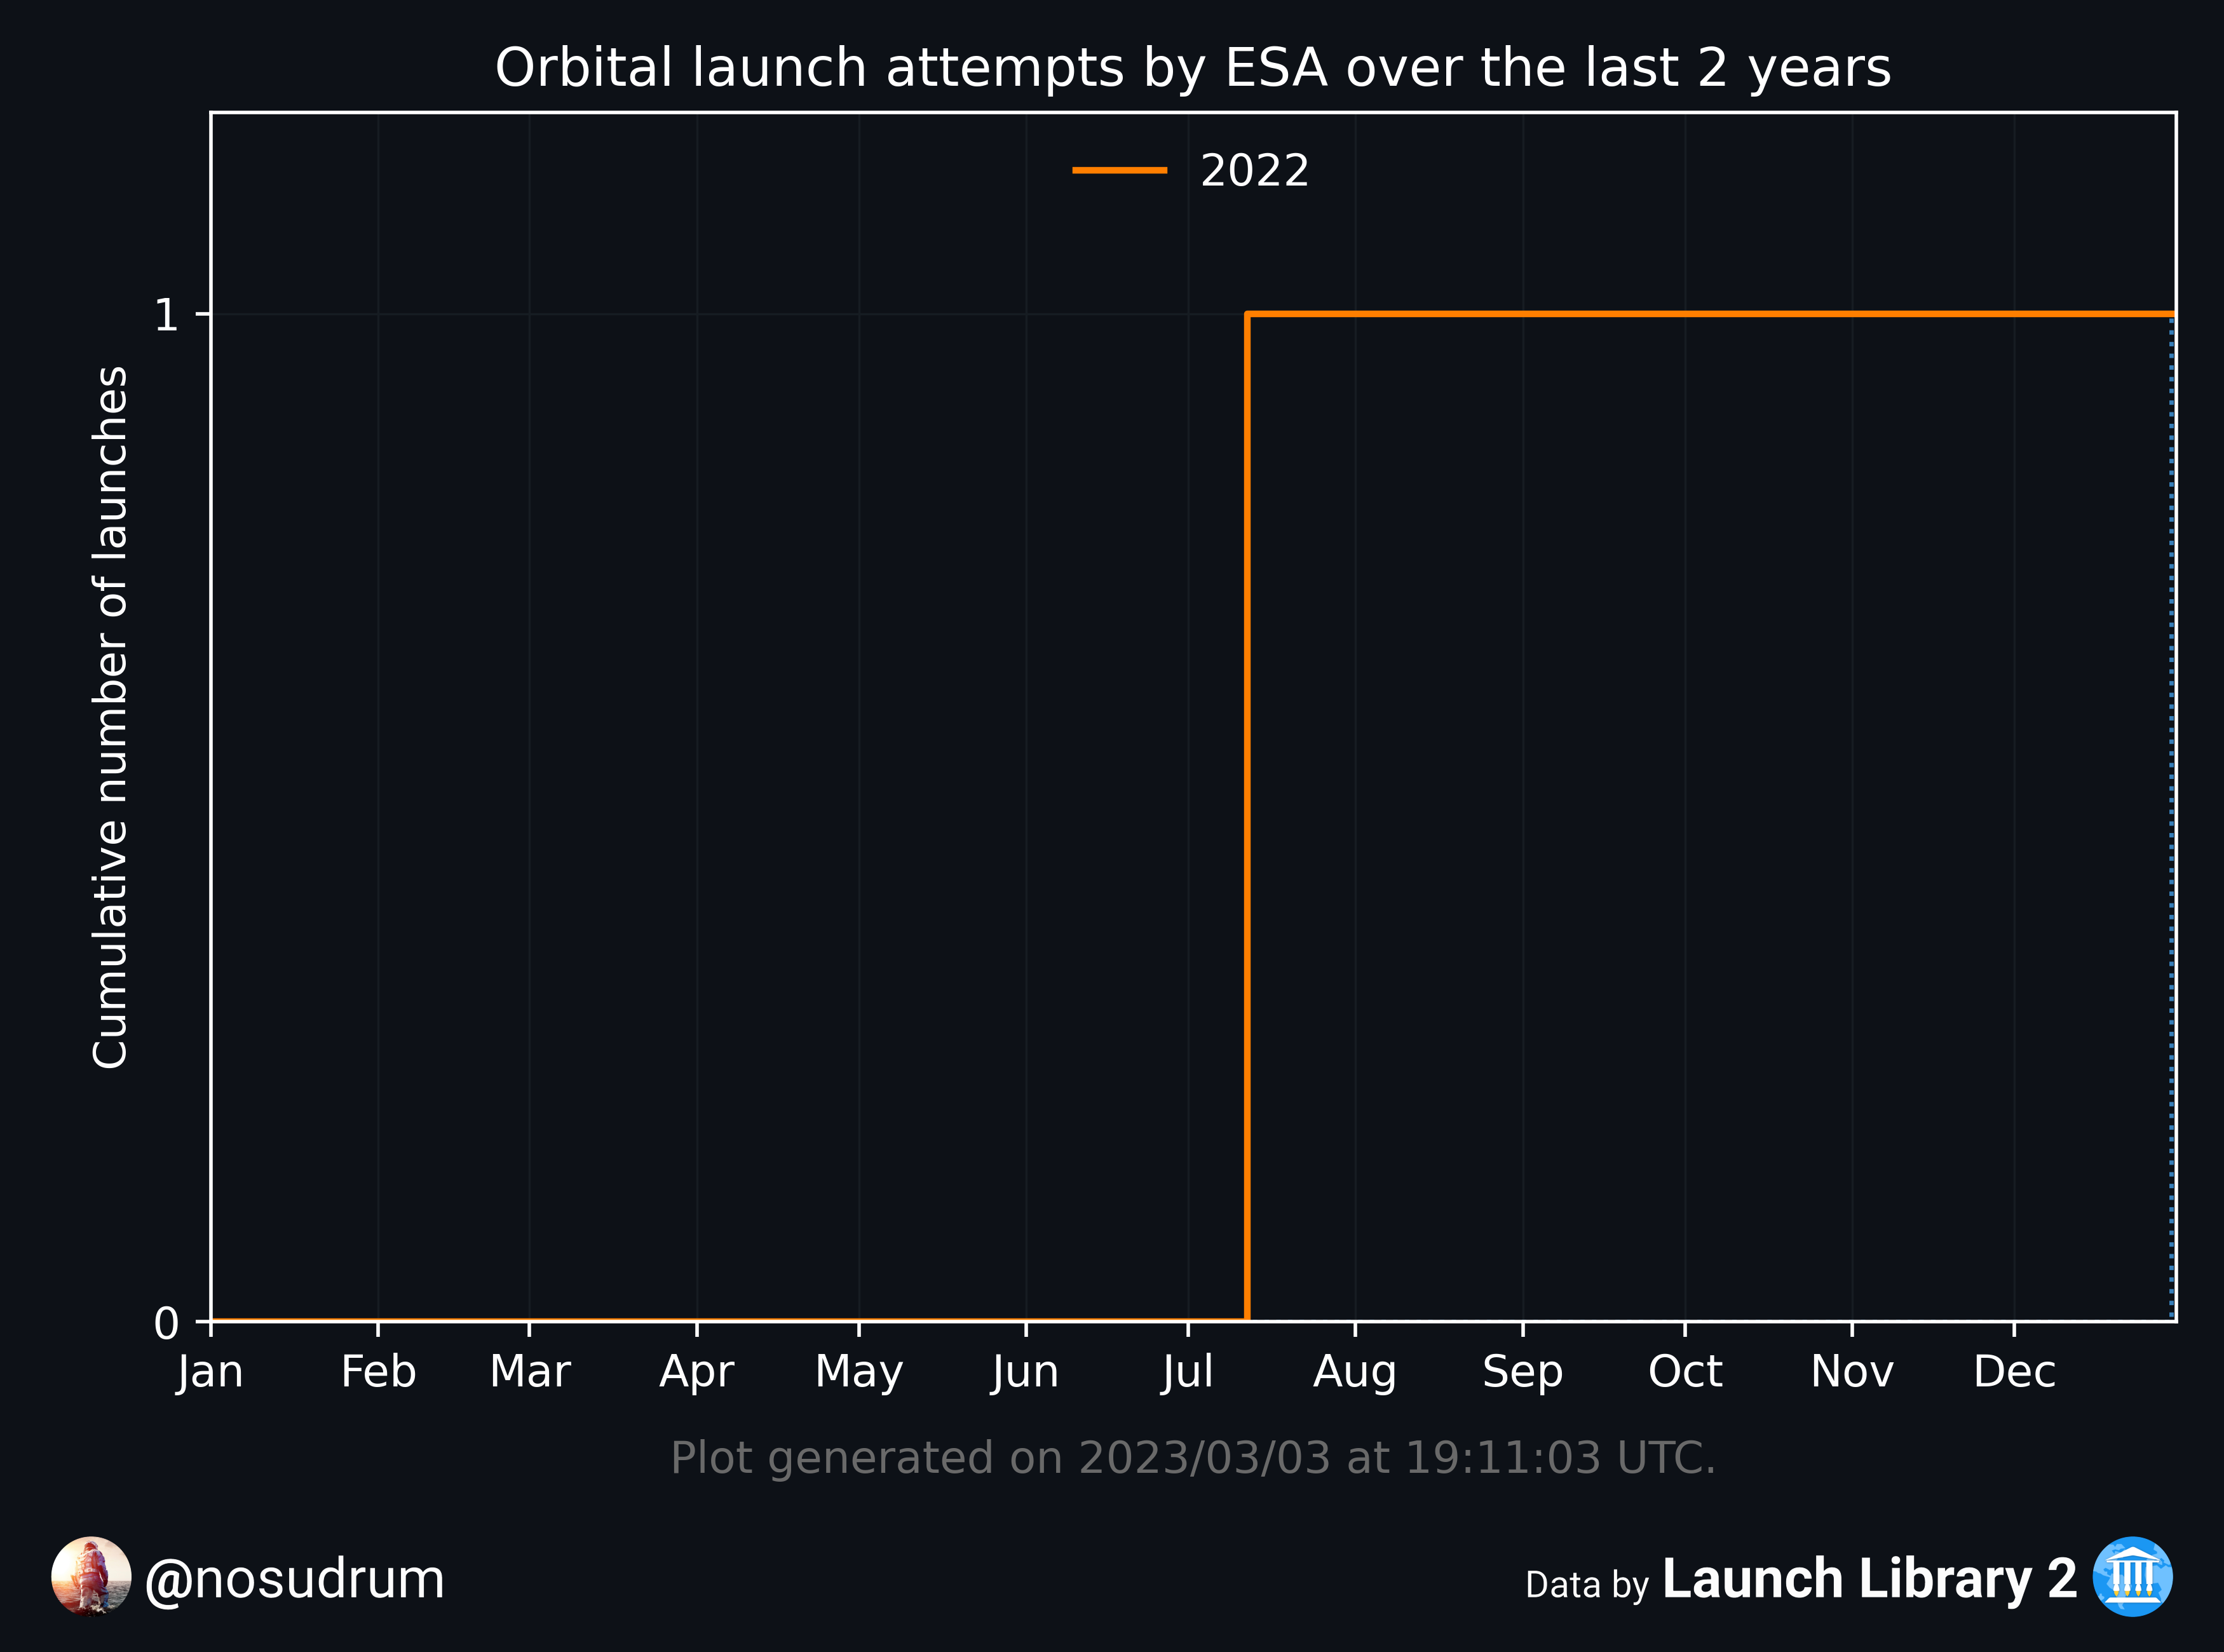 Orbital launch attempts by ESA over the last 2 years
2022
1
Cumulative number of launches
0
Jan Feb Mar Apr May Jun Jul Aug Sep Oct Nov Dec
Plot generated on 2023/03/03 at 19:11:03 UTC.
@nosudrum
Data by Launch Library 2